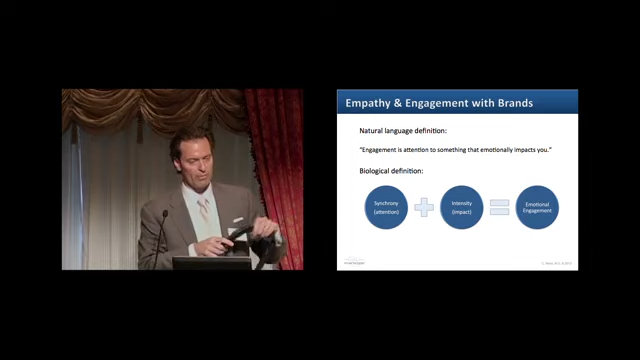 Empathy & Engagement with Brands
Natural language definition:
"Engagement is attention to something that emotionally impacts you."
Biological definition:
Synchrony
(attention)
Intensity
(impact)
Emotional
Engagement